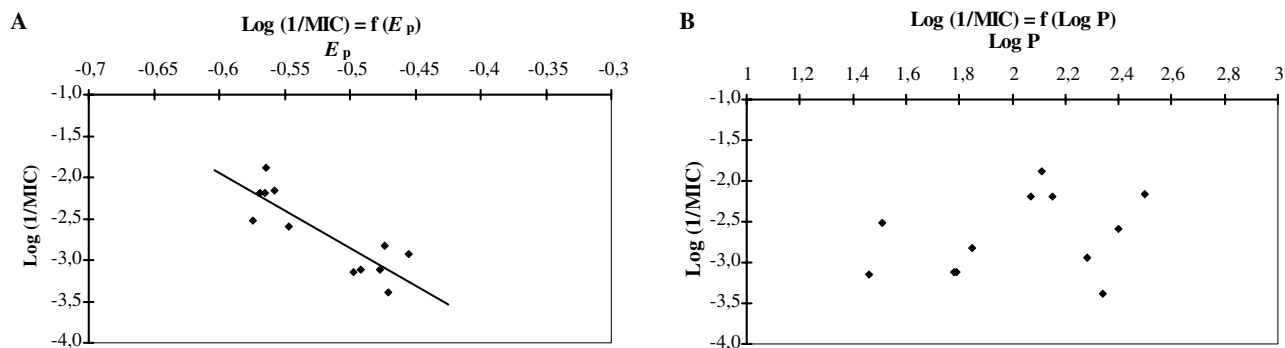 A
Log (1/MIC) = f (E p)
E p
-0,7 -0,65 -0,6 -0,55 -0,5 -0,45 -0,4 -0,35 -0,3
-1,0
-1,5
-2,0
-2,5
-3,0
-3,5
-4,0
Log (1/MIC)
B
Log (1/MIC) = f (Log P)
Log P
1 1,2 1,4 1,6 1,8 2 2,2 2,4 2,6 2,8 3
-1,0
-1,5
-2,0
-2,5
-3,0
-3,5
-4,0
Log (1/MIC)